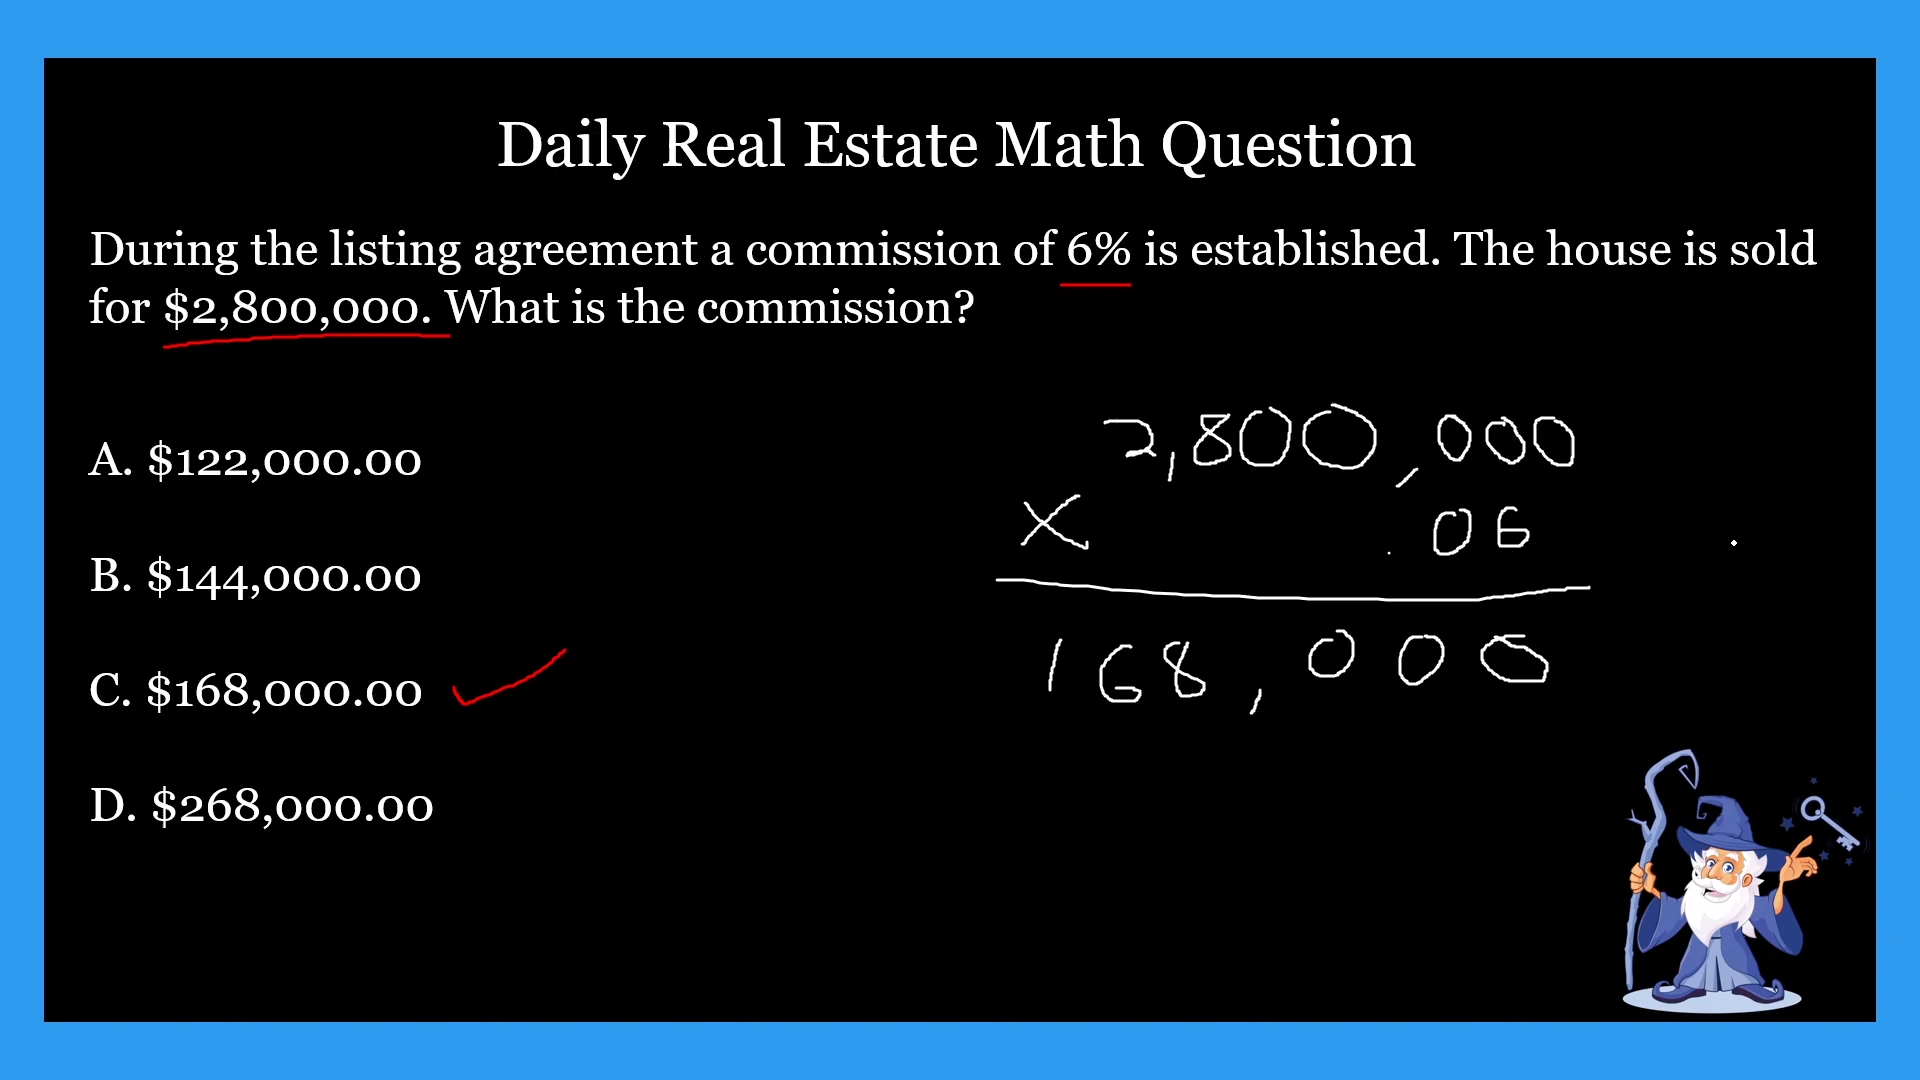 Daily Real Estate Math Question
During the listing agreement a commission of 6% is established. The house is sold
for $2,800,000. What is the commission?
A. $122,000.00
B. $144,000.00
C. $168,000.00
D. $268,000.00
2,800,000
X .06
168,000